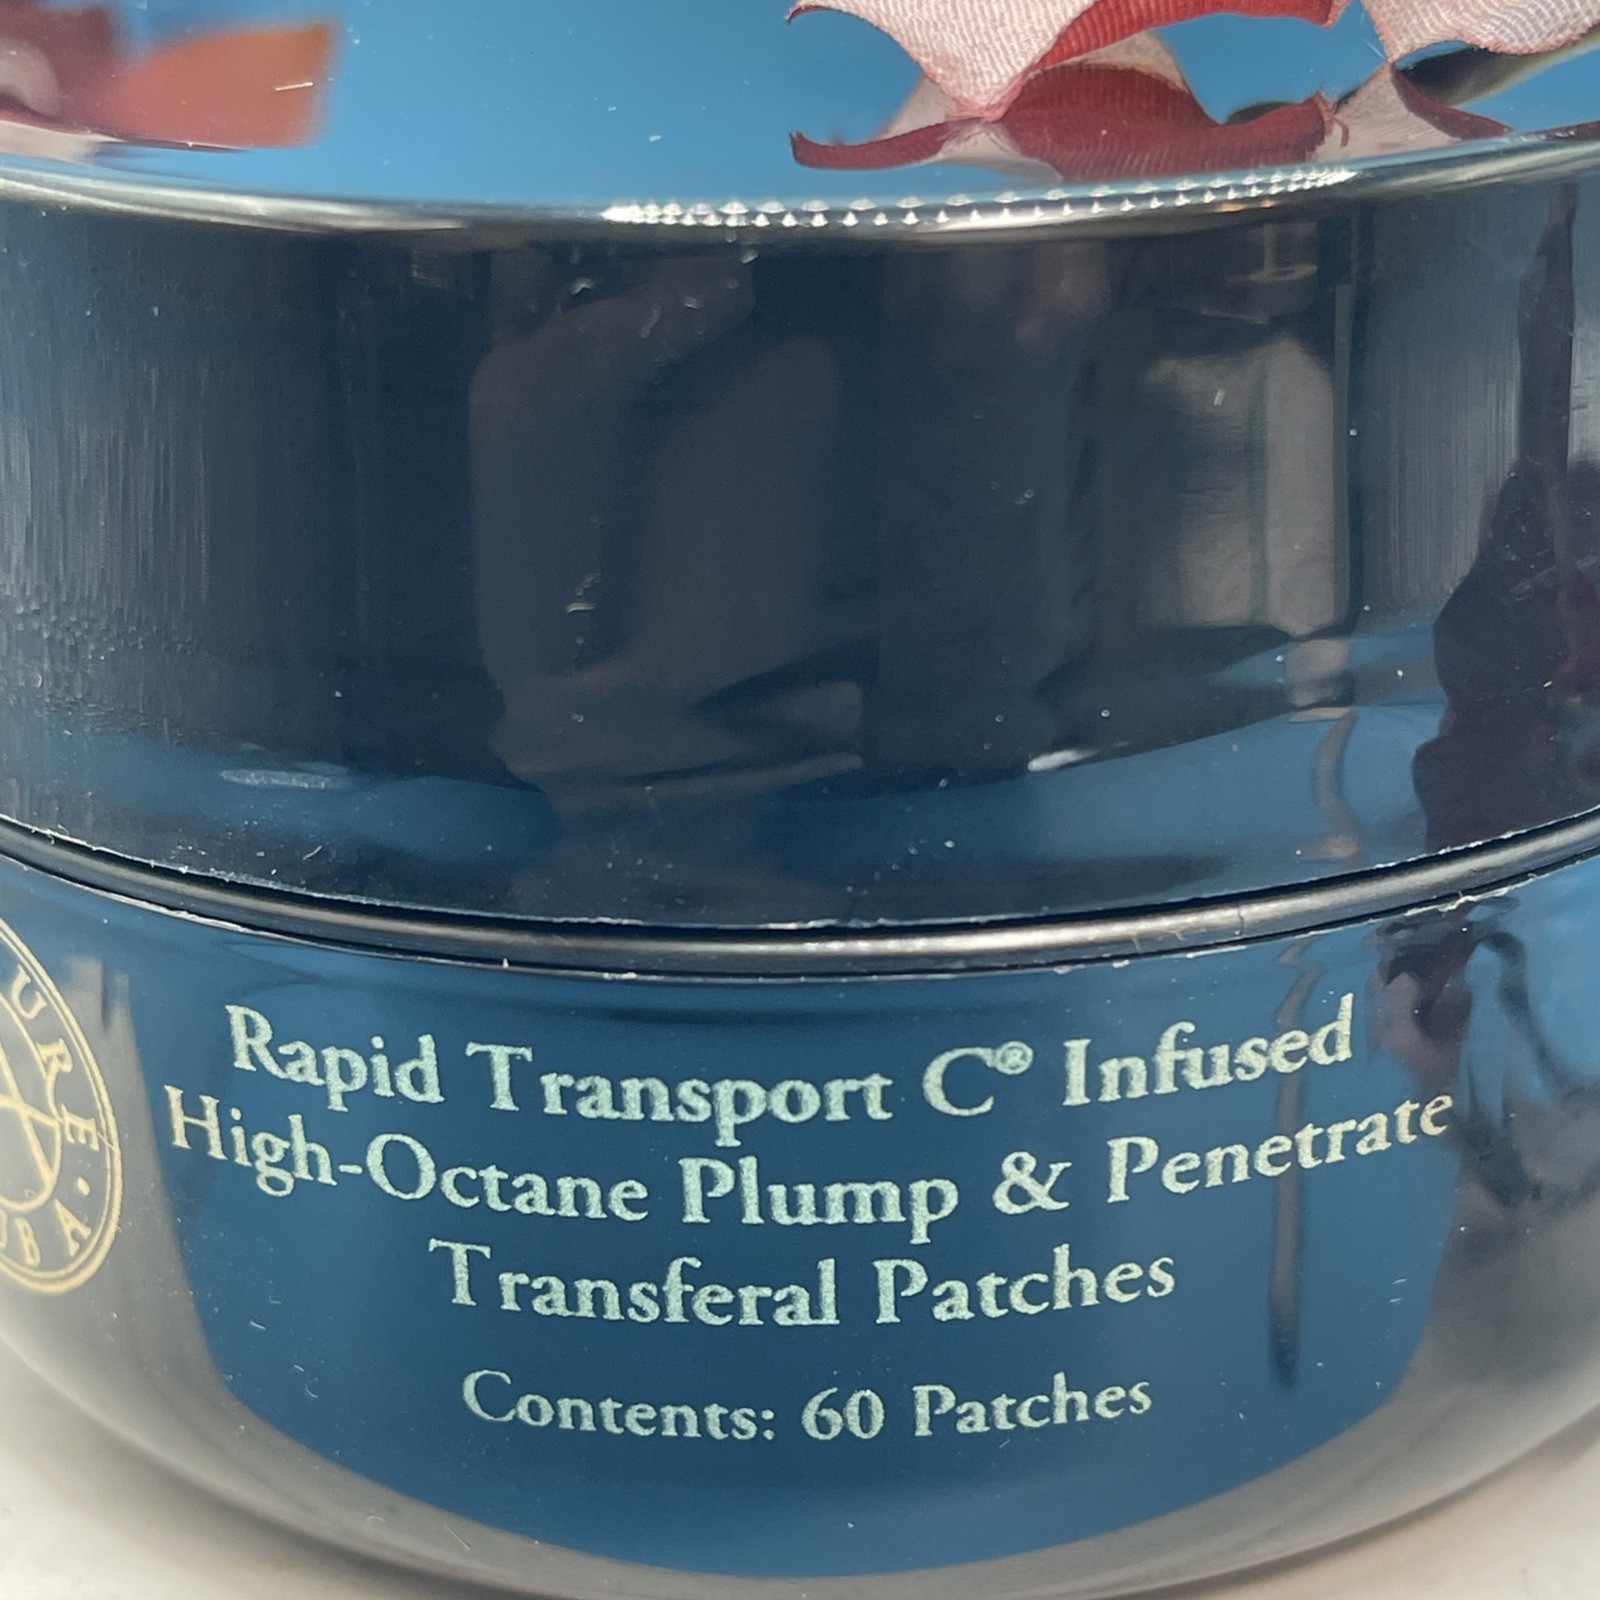 Rapid Transport C® Infused
High-Octane Plump & Penetrate
Transferal Patches
Contents: 60 Patches